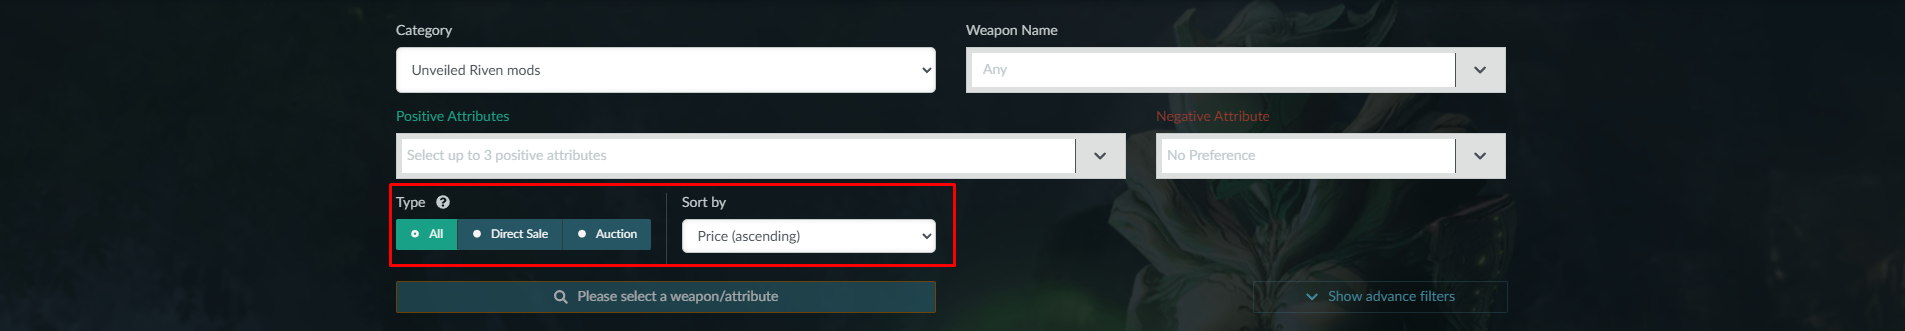 Category
Weapon Name
Unveiled Riven mods
Any
Positive Attributes
Negative Attribute
Select up to 3 positive attributes
No Preference
Type
Sort by
All
Direct Sale
Auction
Price (ascending)
Please select a weapon/attribute
Show advance filters